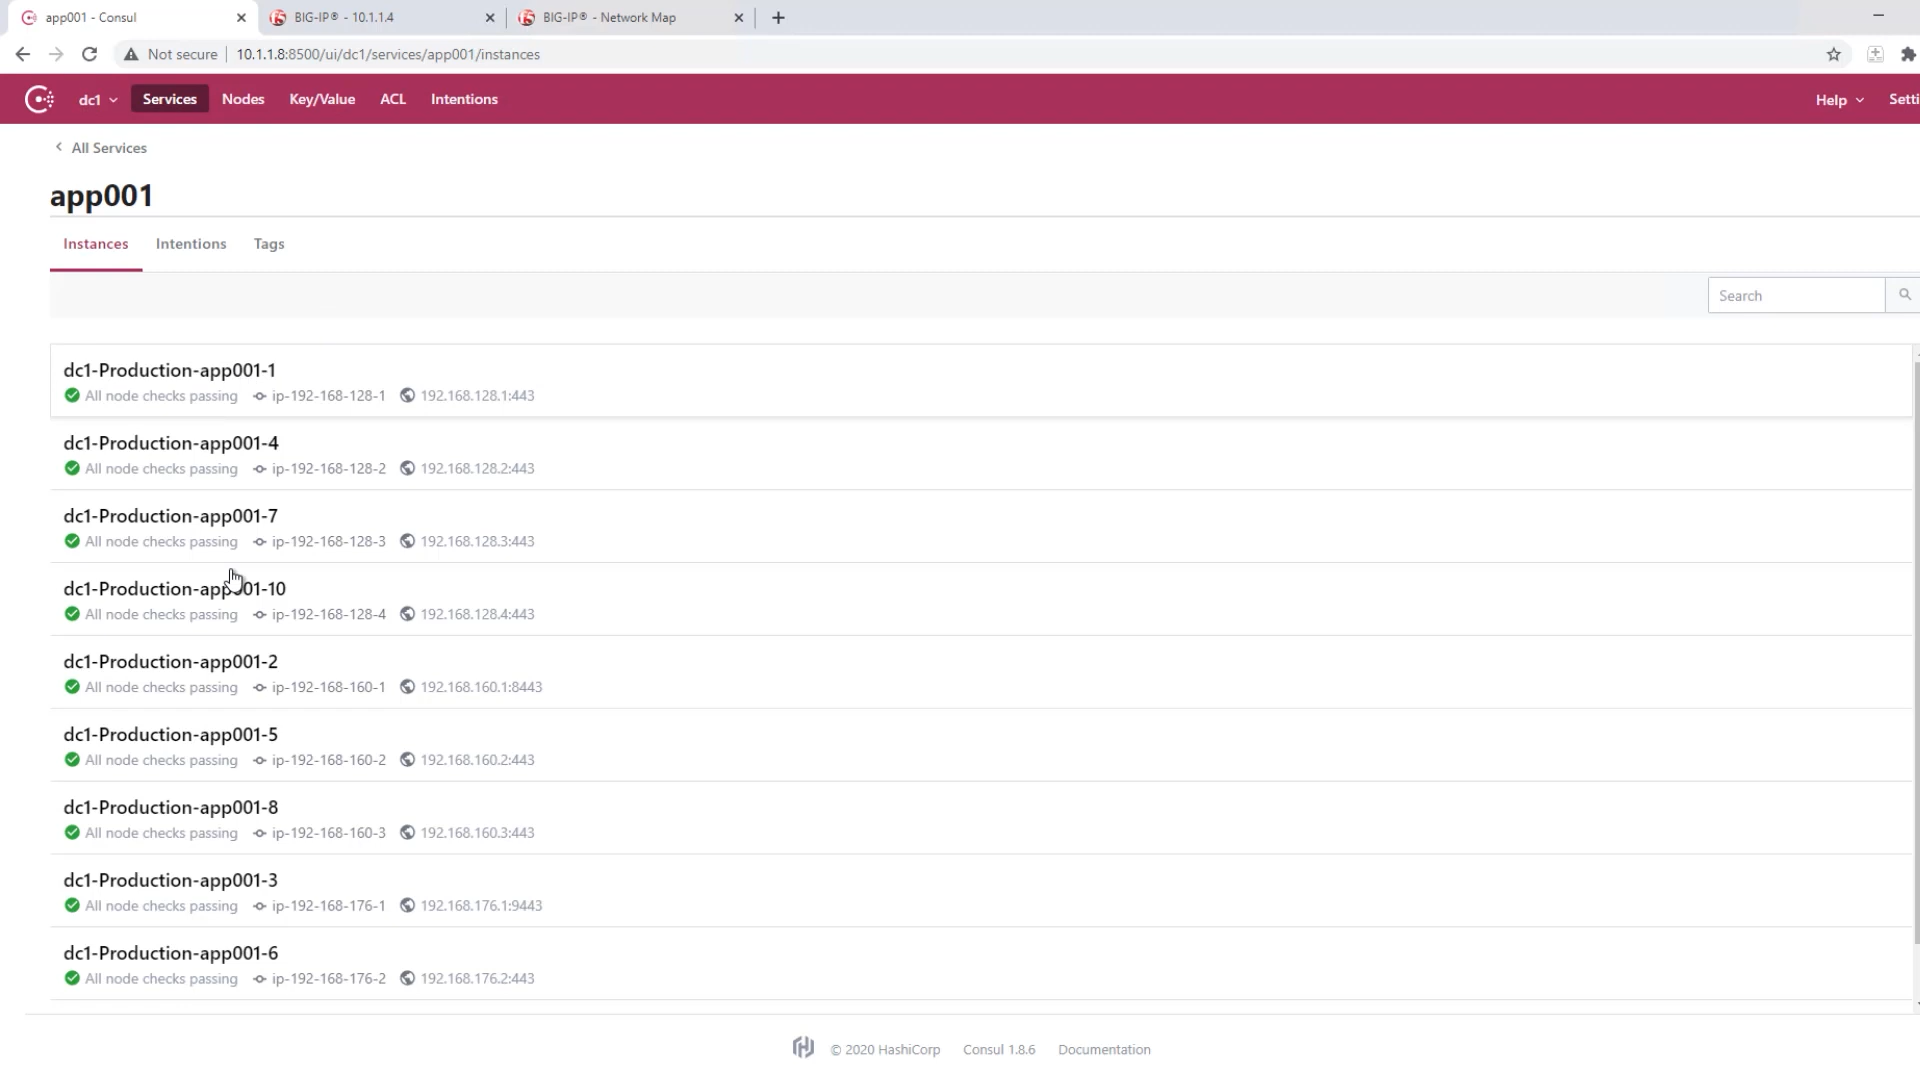 app001 - Consul
BIG-IP® - 10.1.1.4
BIG-IP® - Network Map
Not secure
10.1.1.8:8500/ui/dc1/services/app001/instances
dc1 Services Nodes Key/Value ACL Intentions
Help
Setti
All Services
app001
Instances Intentions Tags
Search
dc1-Production-app001-1
All node checks passing ip-192-168-128-1 192.168.128.1:443
dc1-Production-app001-4
All node checks passing ip-192-168-128-2 192.168.128.2:443
dc1-Production-app001-7
All node checks passing ip-192-168-128-3 192.168.128.3:443
dc1-Production-app001-10
All node checks passing ip-192-168-128-4 192.168.128.4:443
dc1-Production-app001-2
All node checks passing ip-192-168-160-1 192.168.160.1:8443
dc1-Production-app001-5
All node checks passing ip-192-168-160-2 192.168.160.2:443
dc1-Production-app001-8
All node checks passing ip-192-168-160-3 192.168.160.3:443
dc1-Production-app001-3
All node checks passing ip-192-168-176-1 192.168.176.1:9443
dc1-Production-app001-6
All node checks passing ip-192-168-176-2 192.168.176.2:443
© 2020 HashiCorp Consul 1.8.6 Documentation